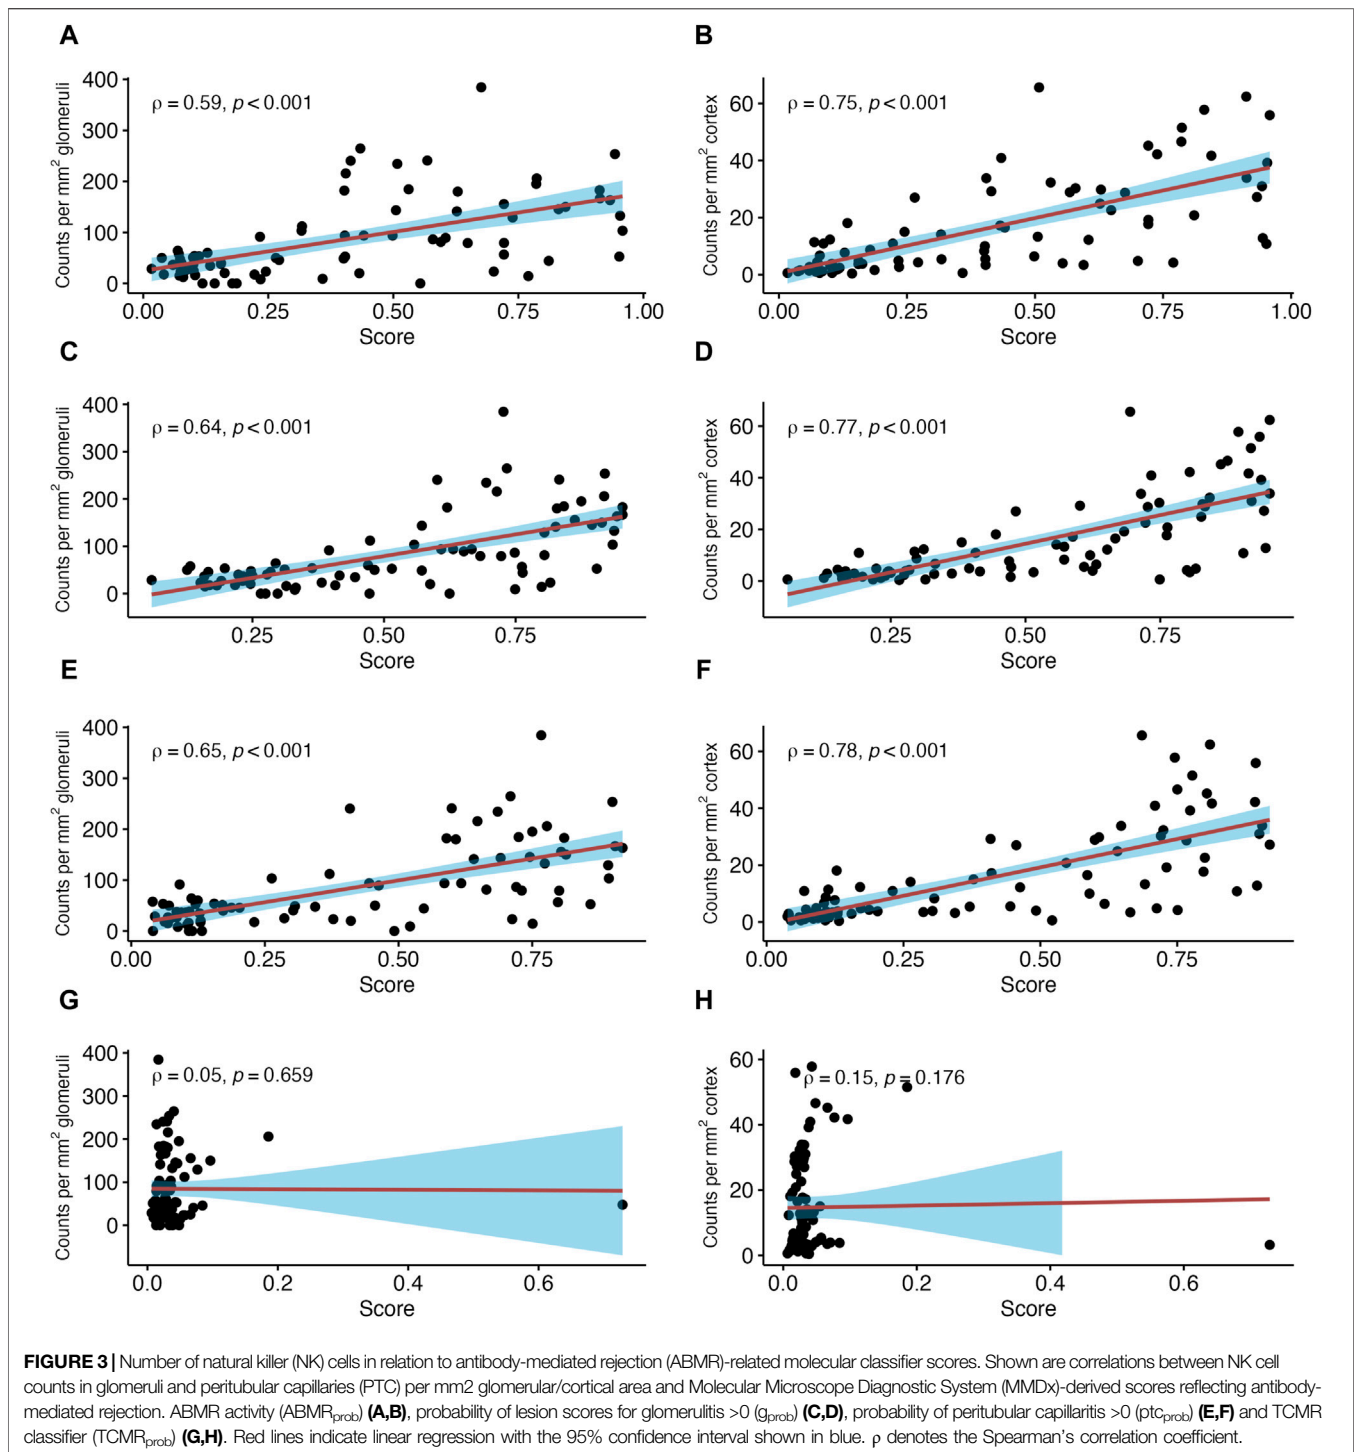 A
B
400
300
200
100
0
Counts per mm² glomeruli
ρ = 0.59, p < 0.001
0.00 0.25 0.50 0.75 1.00
Score
60
40
20
0
Counts per mm² cortex
ρ = 0.75, p < 0.001
0.00 0.25 0.50 0.75 1.00
Score
C
D
400
300
200
100
0
Counts per mm² glomeruli
ρ = 0.64, p < 0.001
0.25 0.50 0.75
Score
60
40
20
0
Counts per mm² cortex
ρ = 0.77, p < 0.001
0.25 0.50 0.75
Score
E
F
400
300
200
100
0
Counts per mm² glomeruli
ρ = 0.65, p < 0.001
0.00 0.25 0.50 0.75
Score
60
40
20
0
Counts per mm² cortex
ρ = 0.78, p < 0.001
0.00 0.25 0.50 0.75
Score
G
H
400
300
200
100
0
Counts per mm² glomeruli
ρ = 0.05, p = 0.659
0.0 0.2 0.4 0.6
Score
60
40
20
0
Counts per mm² cortex
ρ = 0.15, p = 0.176
0.0 0.2 0.4 0.6
Score
FIGURE 3 | Number of natural killer (NK) cells in relation to antibody-mediated rejection (ABMR)-related molecular classifier scores. Shown are correlations between NK cell
counts in glomeruli and peritubular capillaries (PTC) per mm2 glomerular/cortical area and Molecular Microscope Diagnostic System (MMDx)-derived scores reflecting antibody-
mediated rejection. ABMR activity (ABMRprob) (A,B), probability of lesion scores for glomerulitis >0 (gprob) (C,D), probability of peritubular capillaritis >0 (ptcprob) (E,F) and TCMR
classifier (TCMRprob) (G,H). Red lines indicate linear regression with the 95% confidence interval shown in blue. ρ denotes the Spearman's correlation coefficient.